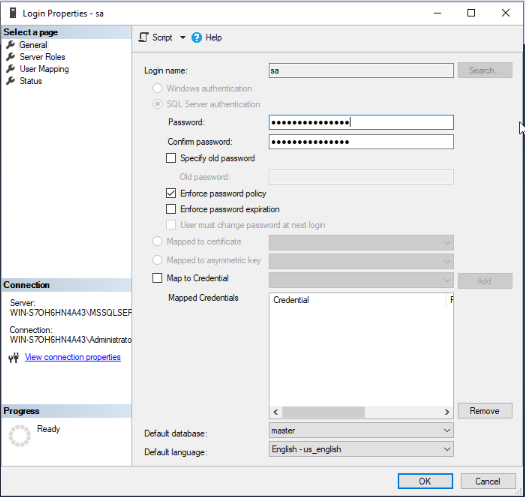 Login Properties - sa
Select a page
General
Server Roles
User Mapping
Status
Script
Help
Login name:
sa
Search...
Windows authentication
SQL Server authentication
Password:
●●●●●●●●●●●●●●●
Confirm password:
●●●●●●●●●●●●●●●
Specify old password
Old password:
Enforce password policy
Enforce password expiration
User must change password at next login
Mapped to certificate
Mapped to asymmetric key
Map to Credential
Add
Mapped Credentials
Credential
Remove
Default database:
master
Default language:
English - us_english
Connection
Server:
WIN-S7OH6HN4A43\MSSQLSER
Connection:
WIN-S7OH6HN4A43\Administrato
View connection properties
Progress
Ready
OK
Cancel